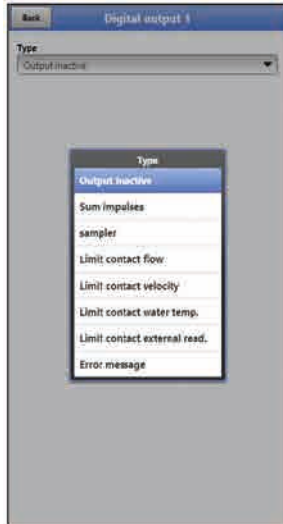 Back
Digital output 1
Type
Output inactive
Type
Output inactive
Sum impulses
sampler
Limit contact flow
Limit contact velocity
Limit contact water temp.
Limit contact external read.
Error message